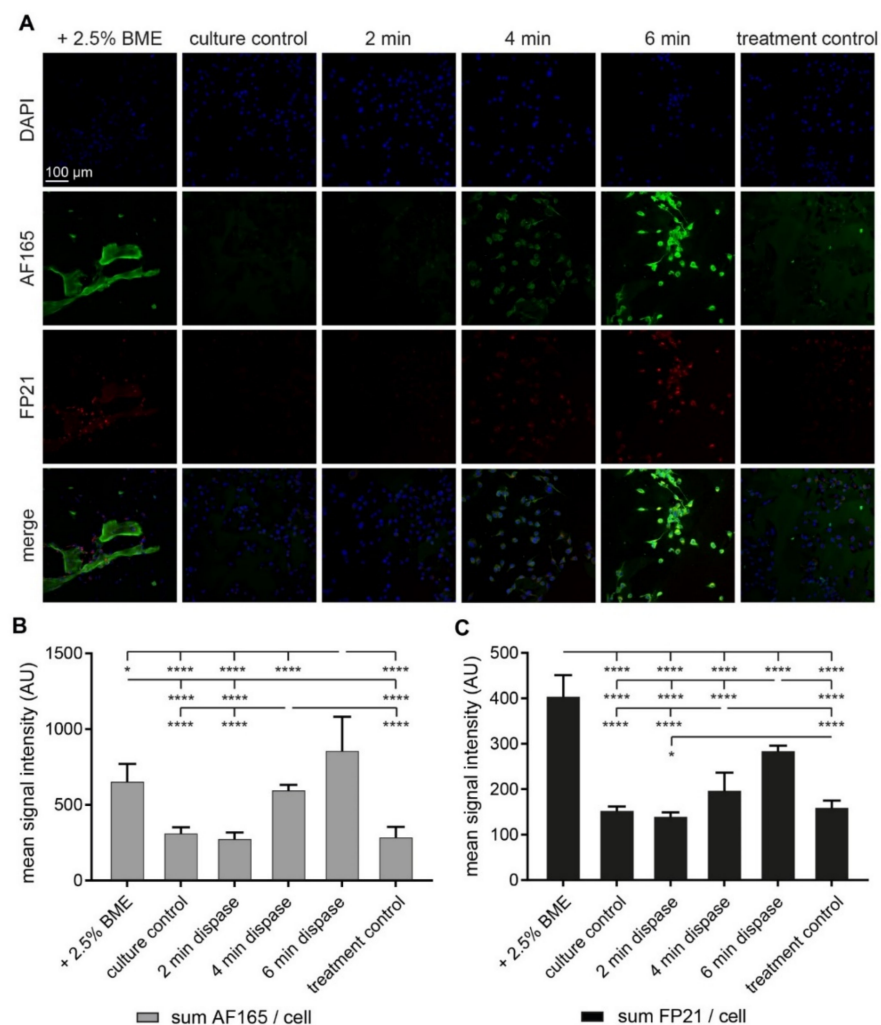 A
+ 2.5% BME culture control 2 min 4 min 6 min treatment control
DAPI
100 µm
AF165
FP21
merge
B
mean signal intensity (AU)
1500
1000
500
0
* **** **** **** ****
**** **** ****
**** **** ****
+ 2.5% BME
culture control
2 min dispase
4 min dispase
6 min dispase
treatment control
sum AF165 / cell
C
mean signal intensity (AU)
500
400
300
200
100
0
**** **** **** **** ****
**** **** **** ****
**** **** ****
*
+ 2.5% BME
culture control
2 min dispase
4 min dispase
6 min dispase
treatment control
sum FP21 / cell